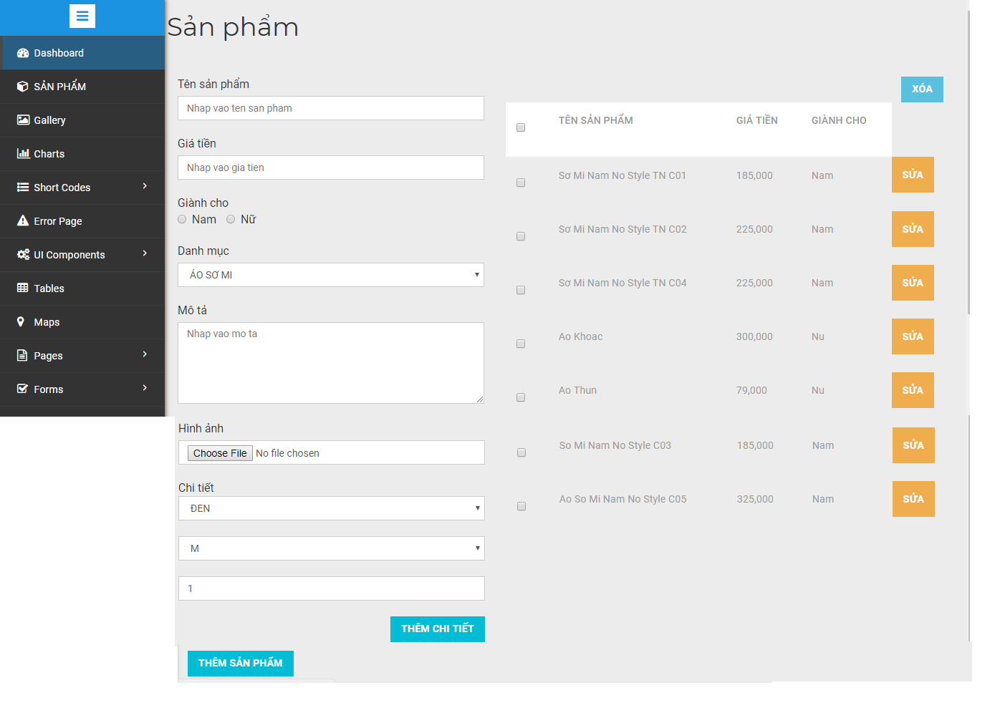 Sản phẩm
Dashboard
SẢN PHẨM
Gallery
Charts
Short Codes
Error Page
UI Components
Tables
Maps
Pages
Forms
Tên sản phẩm
Nhap vao ten san pham
Giá tiền
Nhap vao gia tien
Giành cho
Nam Nữ
Danh mục
ÁO SƠ MI
Mô tả
Nhap vao mo ta
Hình ảnh
Choose File No file chosen
Chi tiết
ĐEN
M
1
THÊM CHI TIẾT
THÊM SẢN PHẨM
XÓA
TÊN SẢN PHẨM GIÁ TIỀN GIÀNH CHO
Sơ Mi Nam No Style TN C01 185,000 Nam SỬA
Sơ Mi Nam No Style TN C02 225,000 Nam SỬA
Sơ Mi Nam No Style TN C04 225,000 Nam SỬA
Ao Khoac 300,000 Nu SỬA
Ao Thun 79,000 Nu SỬA
So Mi Nam No Style C03 185,000 Nam SỬA
Ao So Mi Nam No Style C05 325,000 Nam SỬA